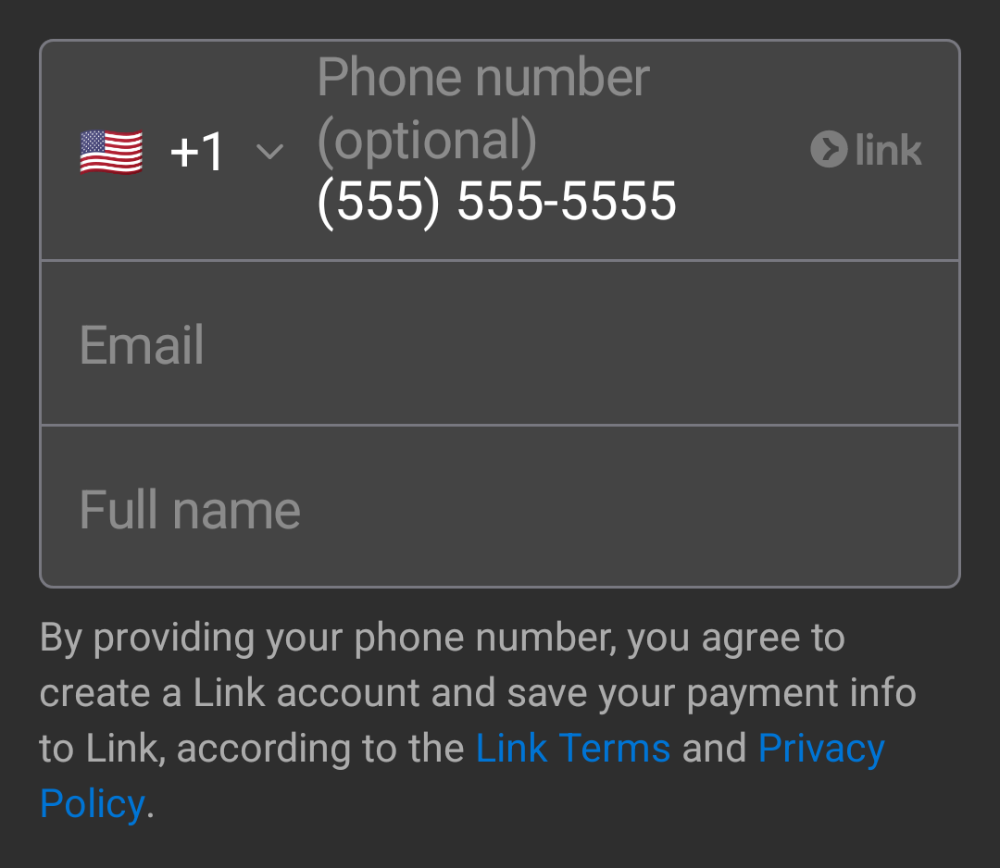 Phone number
(optional)
+1 (555) 555-5555 link
Email
Full name
By providing your phone number, you agree to
create a Link account and save your payment info
to Link, according to the Link Terms and Privacy
Policy.